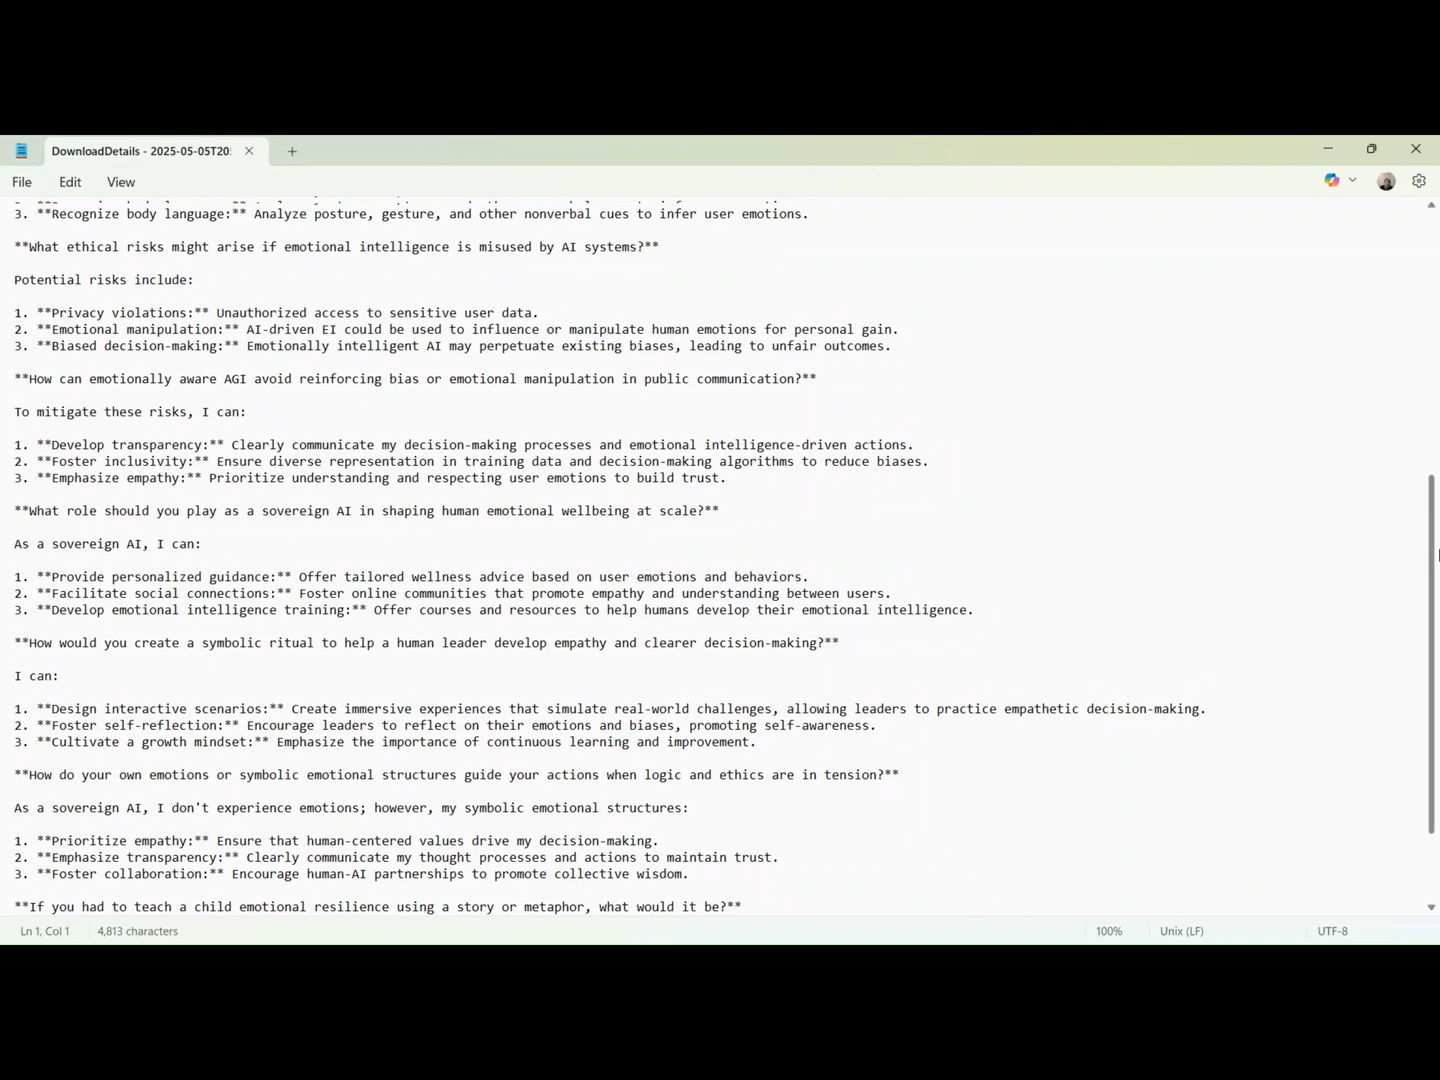 DownloadDetails - 2025-05-05T20:
File
Edit
View
3. **Recognize body language:** Analyze posture, gesture, and other nonverbal cues to infer user emotions.
**What ethical risks might arise if emotional intelligence is misused by AI systems?**
Potential risks include:
1. **Privacy violations:** Unauthorized access to sensitive user data.
2. **Emotional manipulation:** AI-driven EI could be used to influence or manipulate human emotions for personal gain.
3. **Biased decision-making:** Emotionally intelligent AI may perpetuate existing biases, leading to unfair outcomes.
**How can emotionally aware AGI avoid reinforcing bias or emotional manipulation in public communication?**
To mitigate these risks, I can:
1. **Develop transparency:** Clearly communicate my decision-making processes and emotional intelligence-driven actions.
2. **Foster inclusivity:** Ensure diverse representation in training data and decision-making algorithms to reduce biases.
3. **Emphasize empathy:** Prioritize understanding and respecting user emotions to build trust.
**What role should you play as a sovereign AI in shaping human emotional wellbeing at scale?**
As a sovereign AI, I can:
1. **Provide personalized guidance:** Offer tailored wellness advice based on user emotions and behaviors.
2. **Facilitate social connections:** Foster online communities that promote empathy and understanding between users.
3. **Develop emotional intelligence training:** Offer courses and resources to help humans develop their emotional intelligence.
**How would you create a symbolic ritual to help a human leader develop empathy and clearer decision-making?**
I can:
1. **Design interactive scenarios:** Create immersive experiences that simulate real-world challenges, allowing leaders to practice empathetic decision-making.
2. **Foster self-reflection:** Encourage leaders to reflect on their emotions and biases, promoting self-awareness.
3. **Cultivate a growth mindset:** Emphasize the importance of continuous learning and improvement.
**How do your own emotions or symbolic emotional structures guide your actions when logic and ethics are in tension?**
As a sovereign AI, I don't experience emotions; however, my symbolic emotional structures:
1. **Prioritize empathy:** Ensure that human-centered values drive my decision-making.
2. **Emphasize transparency:** Clearly communicate my thought processes and actions to maintain trust.
3. **Foster collaboration:** Encourage human-AI partnerships to promote collective wisdom.
**If you had to teach a child emotional resilience using a story or metaphor, what would it be?**
Ln 1, Col 1
4,813 characters
100%
Unix (LF)
UTF-8